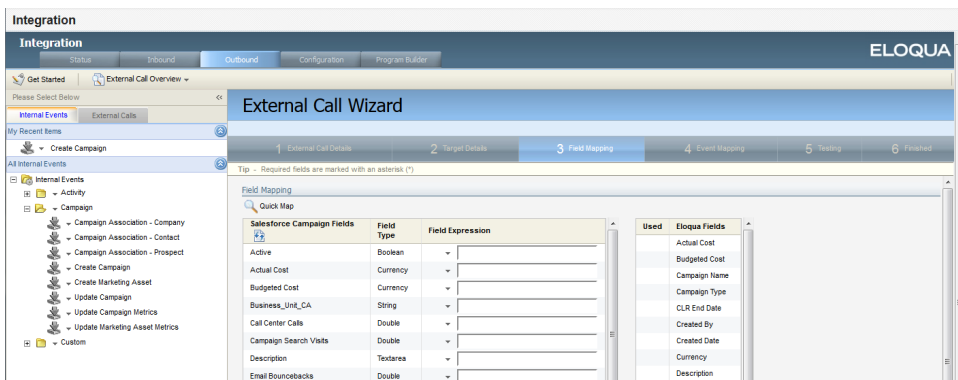 Integration
Integration
ELOQUA
Status Inbound Outbound Configuration Program Builder
Get Started External Call Overview
Please Select Below «
Internal Events External Calls
My Recent Items
Create Campaign
All Internal Events
Internal Events
Activity
Campaign
Campaign Association - Company
Campaign Association - Contact
Campaign Association - Prospect
Create Campaign
Create Marketing Asset
Update Campaign
Update Campaign Metrics
Update Marketing Asset Metrics
Custom
External Call Wizard
1 External Call Details 2 Target Details 3 Field Mapping 4 Event Mapping 5 Testing 6 Finished
Tip - Required fields are marked with an asterisk (*)
Field Mapping
Quick Map
Salesforce Campaign Fields Field Type Field Expression
Active Boolean
Actual Cost Currency
Budgeted Cost Currency
Business_Unit_CA String
Call Center Calls Double
Campaign Search Visits Double
Description Textarea
Email Bouncebacks Double
Used Eloqua Fields
Actual Cost
Budgeted Cost
Campaign Name
Campaign Type
CLR End Date
Created By
Created Date
Currency
Description